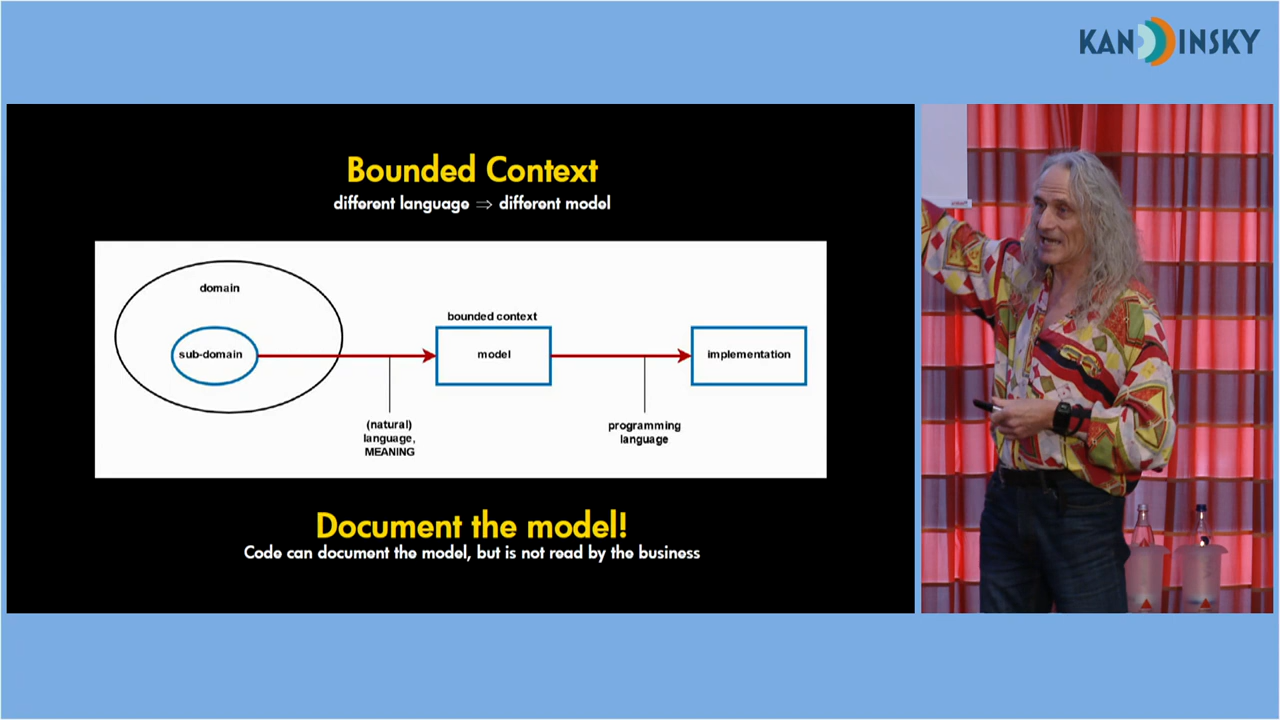 KANDDINSKY
Bounded Context
different language ⇒ different model
domain
sub-domain
bounded context
model
implementation
(natural)
language,
MEANING
programming
language
Document the model!
Code can document the model, but is not read by the business